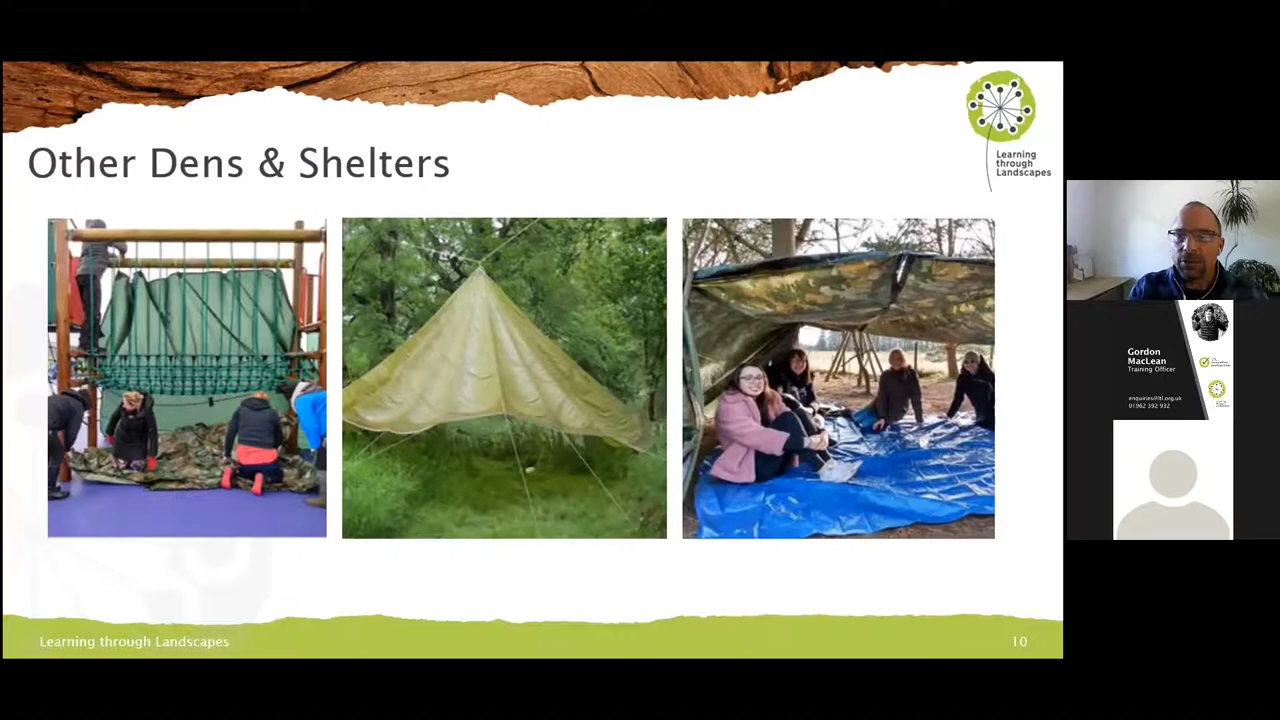 Other Dens & Shelters
Learning
through
Landscapes
Gordon
MacLean
Training Officer
enquiries@ltl.org.uk
01962 392 932
Learning through Landscapes
10